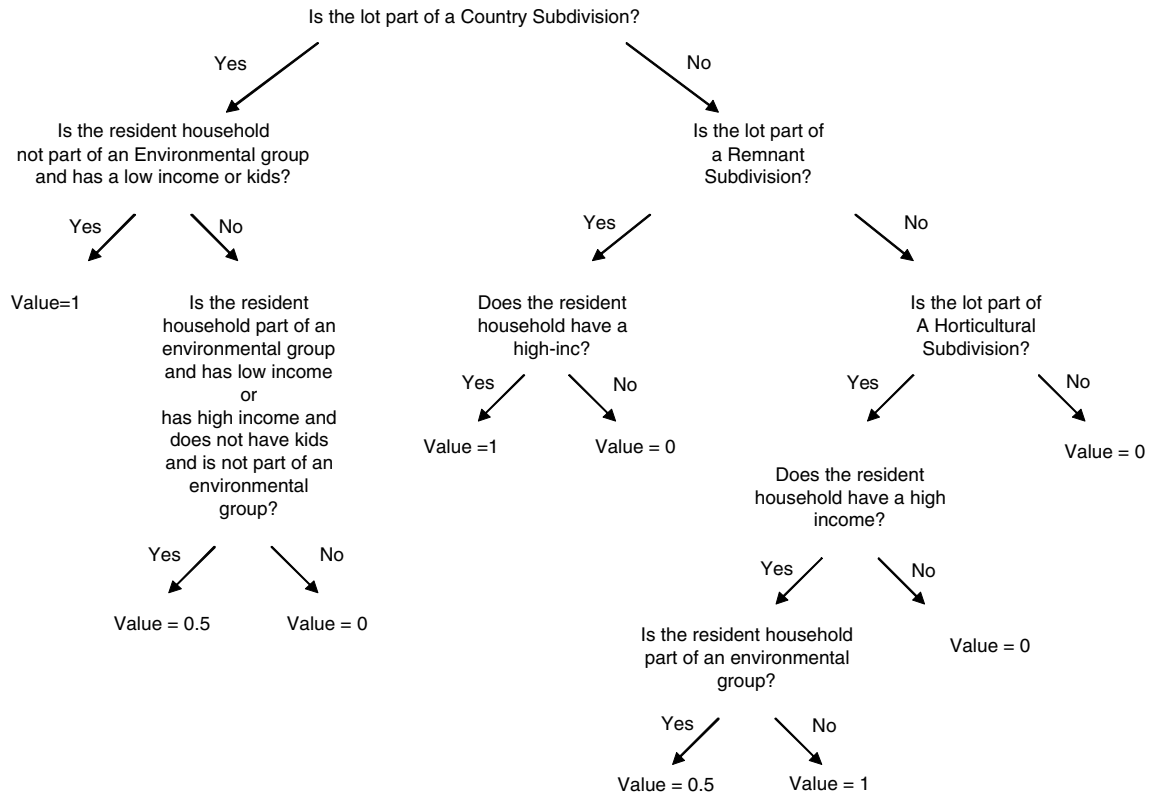 Is the lot part of a Country Subdivision?
Yes
No
Is the resident household
not part of an Environmental group
and has a low income or kids?
Is the lot part of
a Remnant
Subdivision?
Yes
No
Yes
No
Value=1
Is the resident
household part of an
environmental group
and has low income
or
has high income and
does not have kids
and is not part of an
environmental
group?
Does the resident
household have a
high-inc?
Is the lot part of
A Horticultural
Subdivision?
Yes
No
Yes
No
Value =1
Value = 0
Value = 0
Does the resident
household have a high
income?
Yes
No
Yes
No
Value = 0.5
Value = 0
Is the resident household
part of an environmental
group?
Value = 0
Yes
No
Value = 0.5
Value = 1